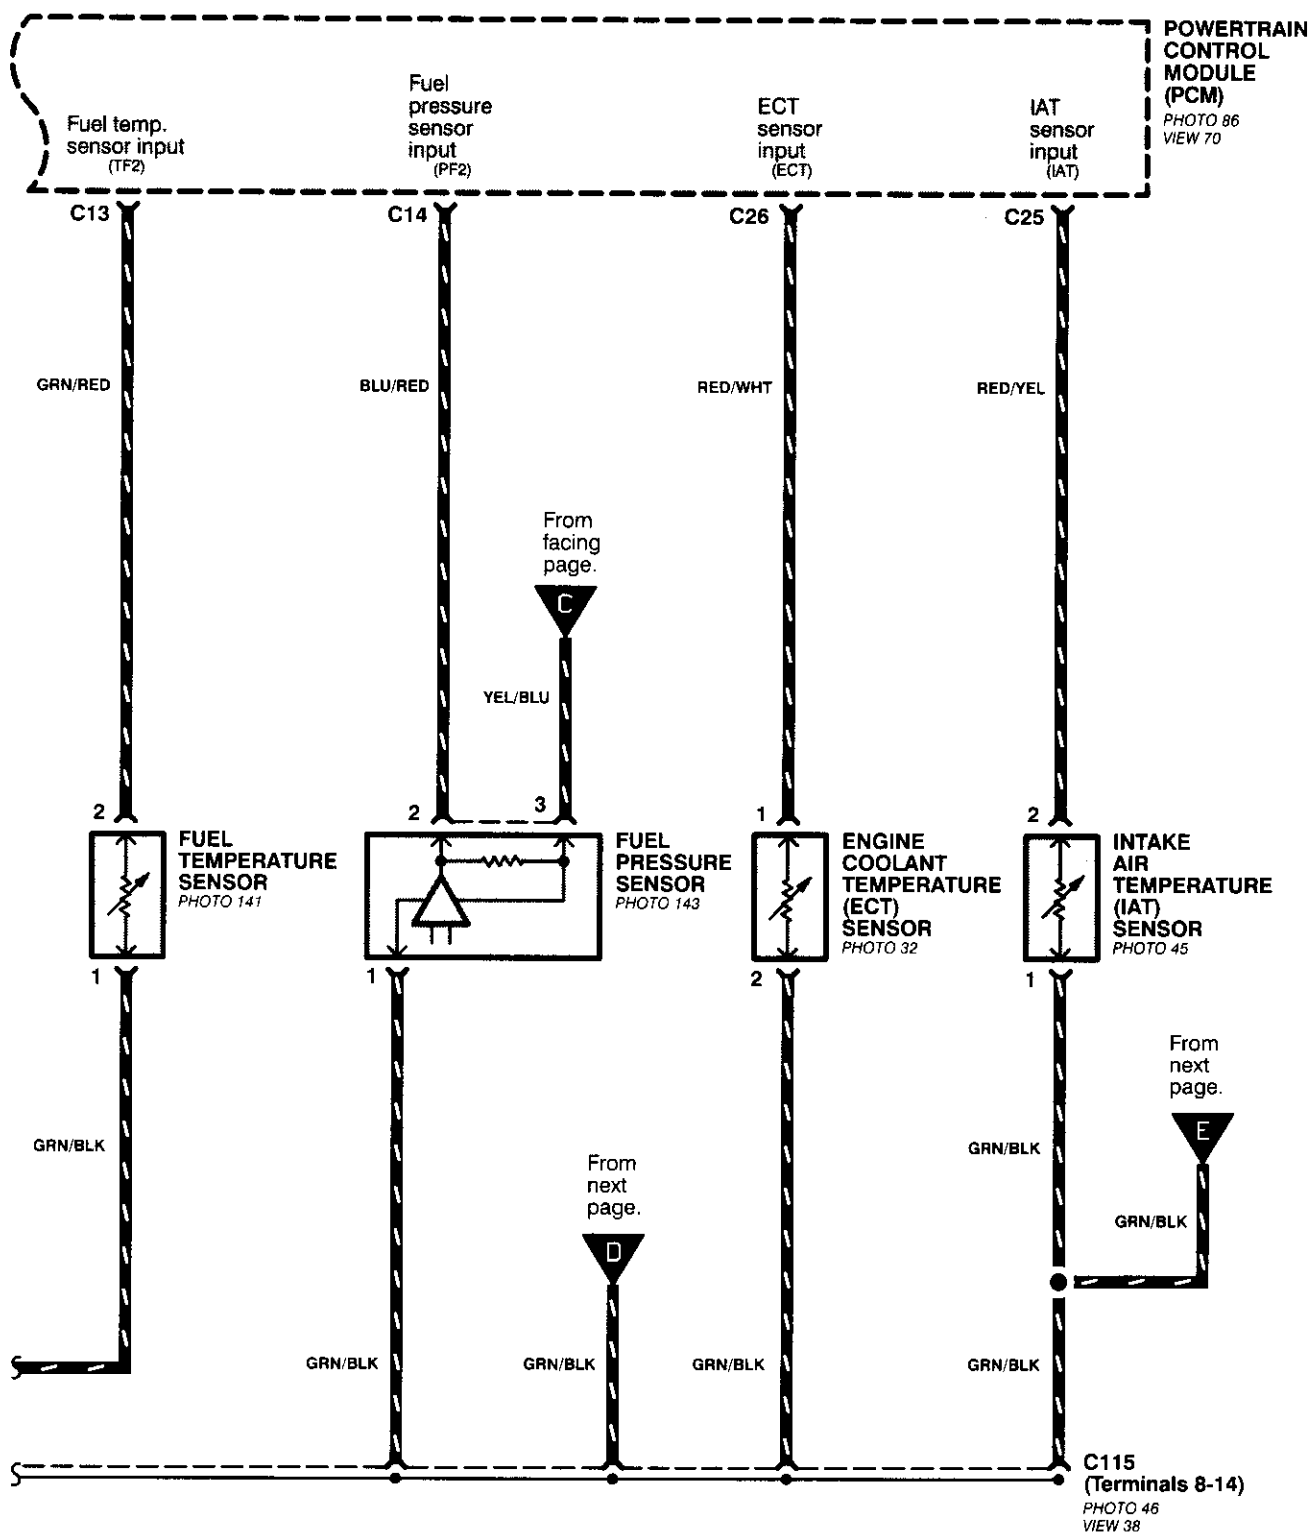 POWERTRAIN
CONTROL
MODULE
(PCM)
PHOTO 86
VIEW 70
Fuel temp.
sensor input
(TF2)
Fuel
pressure
sensor
input
(PF2)
ECT
sensor
input
(ECT)
IAT
sensor
input
(IAT)
C13
C14
C26
C25
GRN/RED
BLU/RED
RED/WHT
RED/YEL
From
facing
page.
C
YEL/BLU
2
2
3
1
2
FUEL
TEMPERATURE
SENSOR
PHOTO 141
FUEL
PRESSURE
SENSOR
PHOTO 143
ENGINE
COOLANT
TEMPERATURE
(ECT)
SENSOR
PHOTO 32
INTAKE
AIR
TEMPERATURE
(IAT)
SENSOR
PHOTO 45
1
1
2
1
From
next
page.
E
GRN/BLK
GRN/BLK
From
next
page.
D
GRN/BLK
GRN/BLK
GRN/BLK
GRN/BLK
GRN/BLK
C115
(Terminals 8-14)
PHOTO 46
VIEW 38